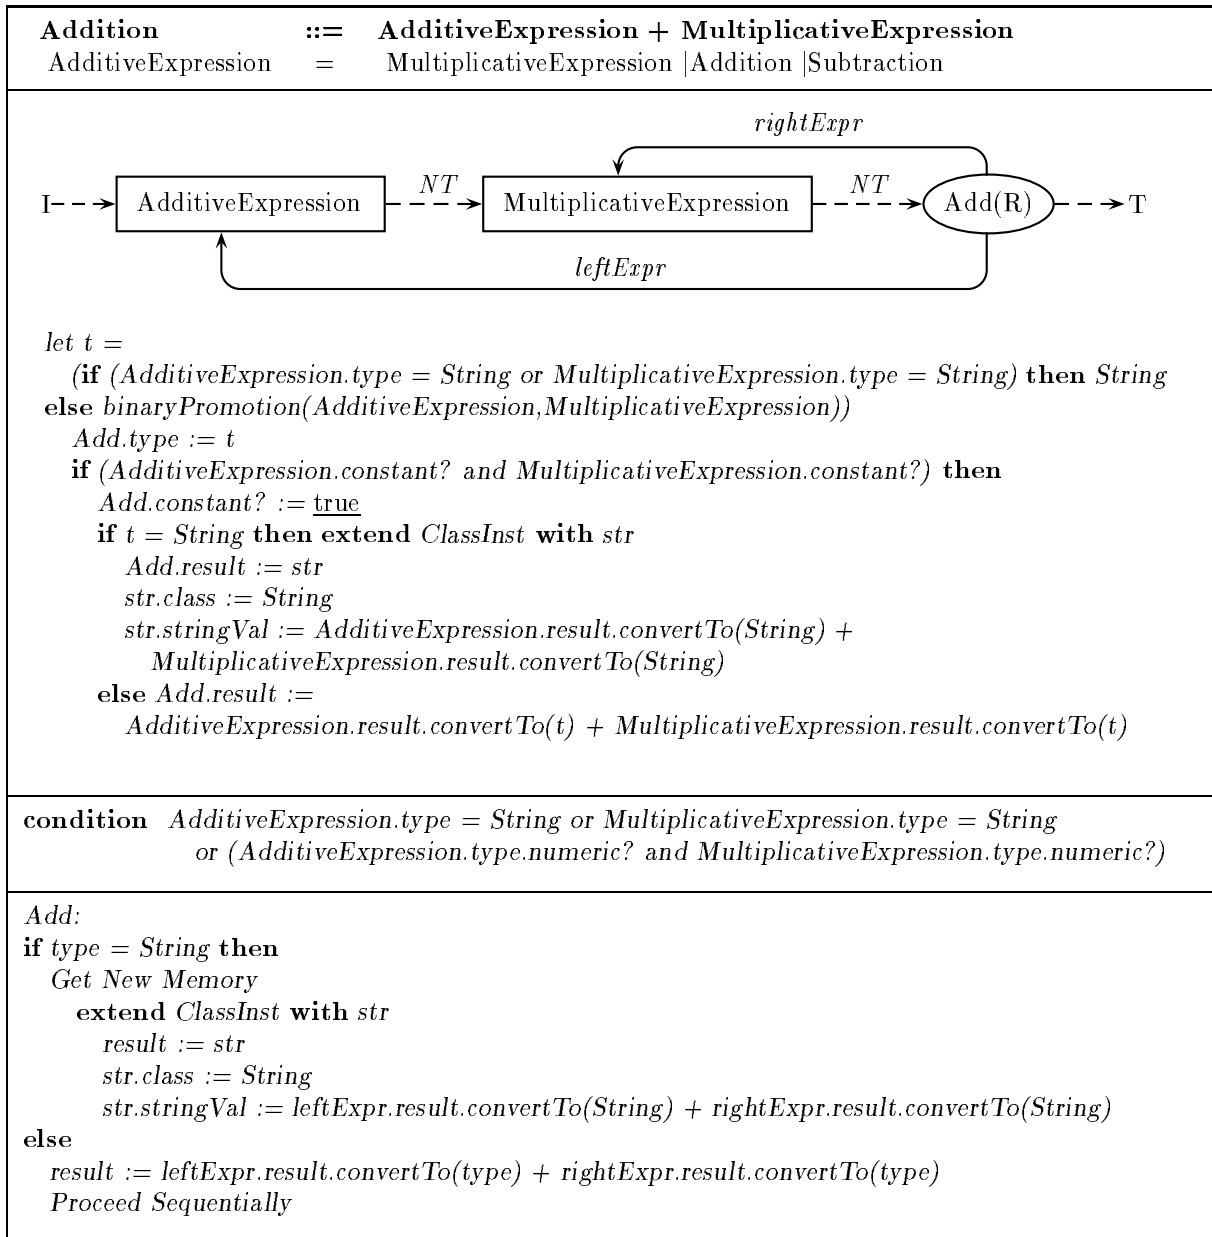 Addition ::= AdditiveExpression + MultiplicativeExpression
AdditiveExpression = MultiplicativeExpression |Addition |Subtraction
rightExpr
I AdditiveExpression NT MultiplicativeExpression NT Add(R) T
leftExpr
let t =
(if (AdditiveExpression.type = String or MultiplicativeExpression.type = String) then String
else binaryPromotion(AdditiveExpression,MultiplicativeExpression))
Add.type := t
if (AdditiveExpression.constant? and MultiplicativeExpression.constant?) then
Add.constant? := true
if t = String then extend ClassInst with str
Add.result := str
str.class := String
str.stringVal := AdditiveExpression.result.convertTo(String) +
MultiplicativeExpression.result.convertTo(String)
else Add.result :=
AdditiveExpression.result.convertTo(t) + MultiplicativeExpression.result.convertTo(t)
condition AdditiveExpression.type = String or MultiplicativeExpression.type = String
or (AdditiveExpression.type.numeric? and MultiplicativeExpression.type.numeric?)
Add:
if type = String then
Get New Memory
extend ClassInst with str
result := str
str.class := String
str.stringVal := leftExpr.result.convertTo(String) + rightExpr.result.convertTo(String)
else
result := leftExpr.result.convertTo(type) + rightExpr.result.convertTo(type)
Proceed Sequentially